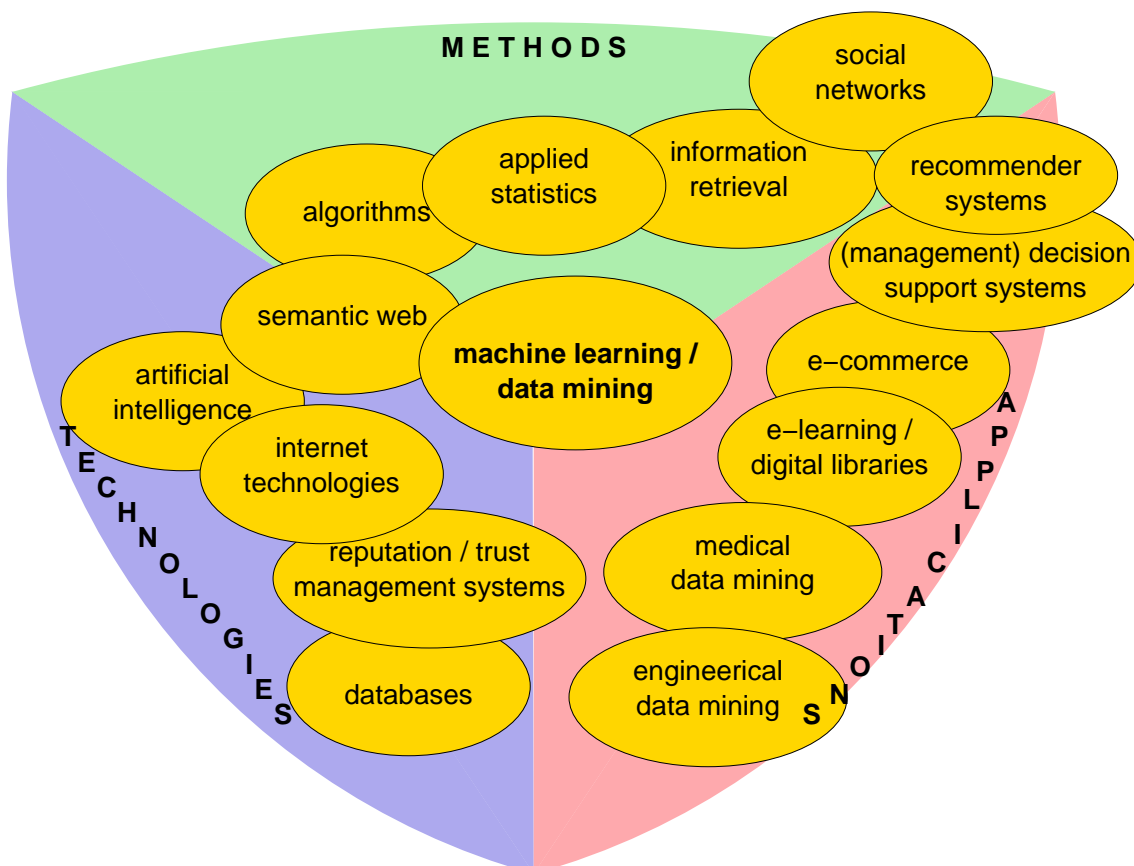 METHODS
social
networks
applied
statistics
information
retrieval
recommender
systems
algorithms
(management) decision
support systems
semantic web
machine learning /
data mining
e−commerce
artificial
intelligence
internet
technologies
e−learning /
digital libraries
TECHNOLOGIES
APPLICATIONS
reputation / trust
management systems
medical
data mining
databases
engineerical
data mining